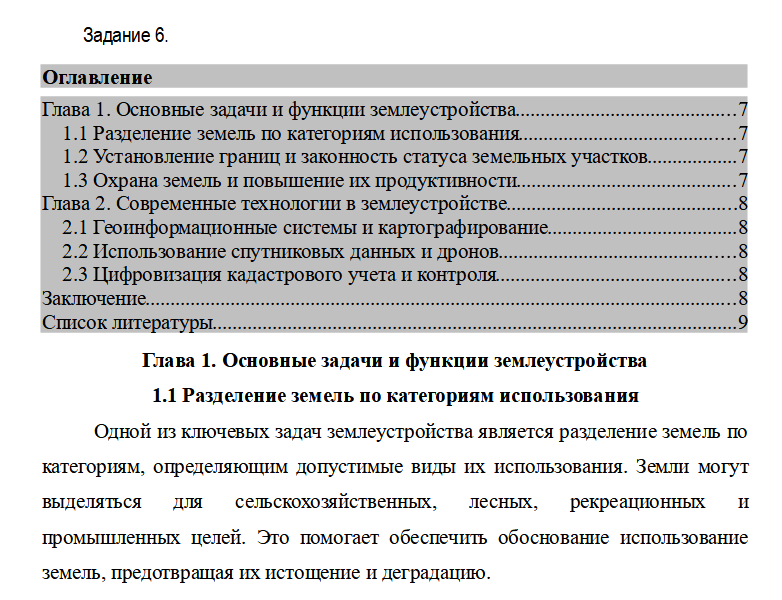 Задание 6.
Оглавление
Глава 1. Основные задачи и функции землеустройства.......................................7
1.1 Разделение земель по категориям использования.......................................7
1.2 Установление границ и законность статуса земельных участков.................7
1.3 Охрана земель и повышение их продуктивности.......................................7
Глава 2. Современные технологии в землеустройстве.......................................8
2.1 Геоинформационные системы и картографирование.................................8
2.2 Использование спутниковых данных и дронов...........................................8
2.3 Цифровизация кадастрового учета и контроля...........................................8
Заключение...............................................................................................................8
Список литературы..................................................................................................9
Глава 1. Основные задачи и функции землеустройства
1.1 Разделение земель по категориям использования
Одной из ключевых задач землеустройства является разделение земель по
категориям, определяющим допустимые виды их использования. Земли могут
выделяться для сельскохозяйственных, лесных, рекреационных и
промышленных целей. Это помогает обеспечить обоснование использование
земель, предотвращая их истощение и деградацию.